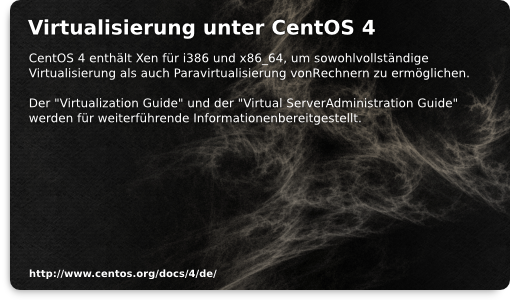 Virtualisierung unter CentOS 4
CentOS 4 enthält Xen für i386 und x86_64, um sowohlvollständige
Virtualisierung als auch Paravirtualisierung vonRechnern zu ermöglichen.
Der "Virtualization Guide" und der "Virtual ServerAdministration Guide"
werden für weiterführende Informationenbereitgestellt.
http://www.centos.org/docs/4/de/